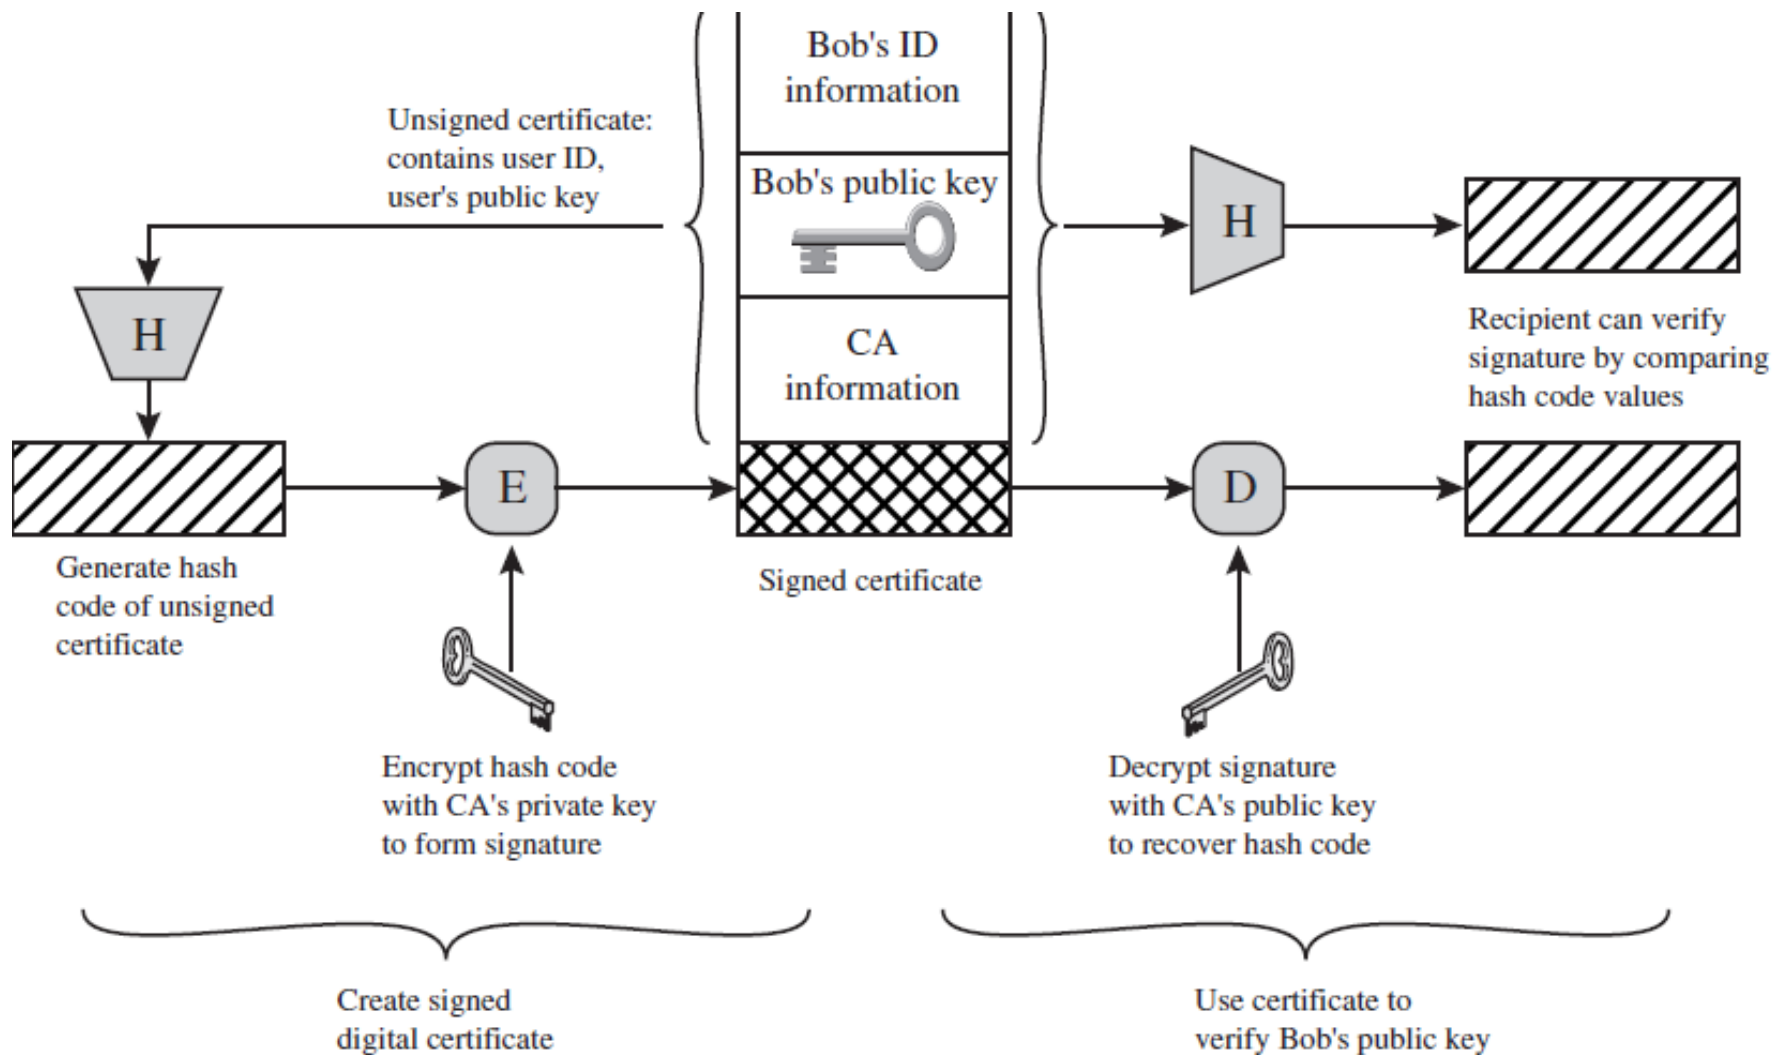 Bob's ID
information
Unsigned certificate:
contains user ID,
user's public key
Bob's public key
H
H
CA
information
Recipient can verify
signature by comparing
hash code values
E
D
Generate hash
code of unsigned
certificate
Signed certificate
Encrypt hash code
with CA's private key
to form signature
Decrypt signature
with CA's public key
to recover hash code
Create signed
digital certificate
Use certificate to
verify Bob's public key